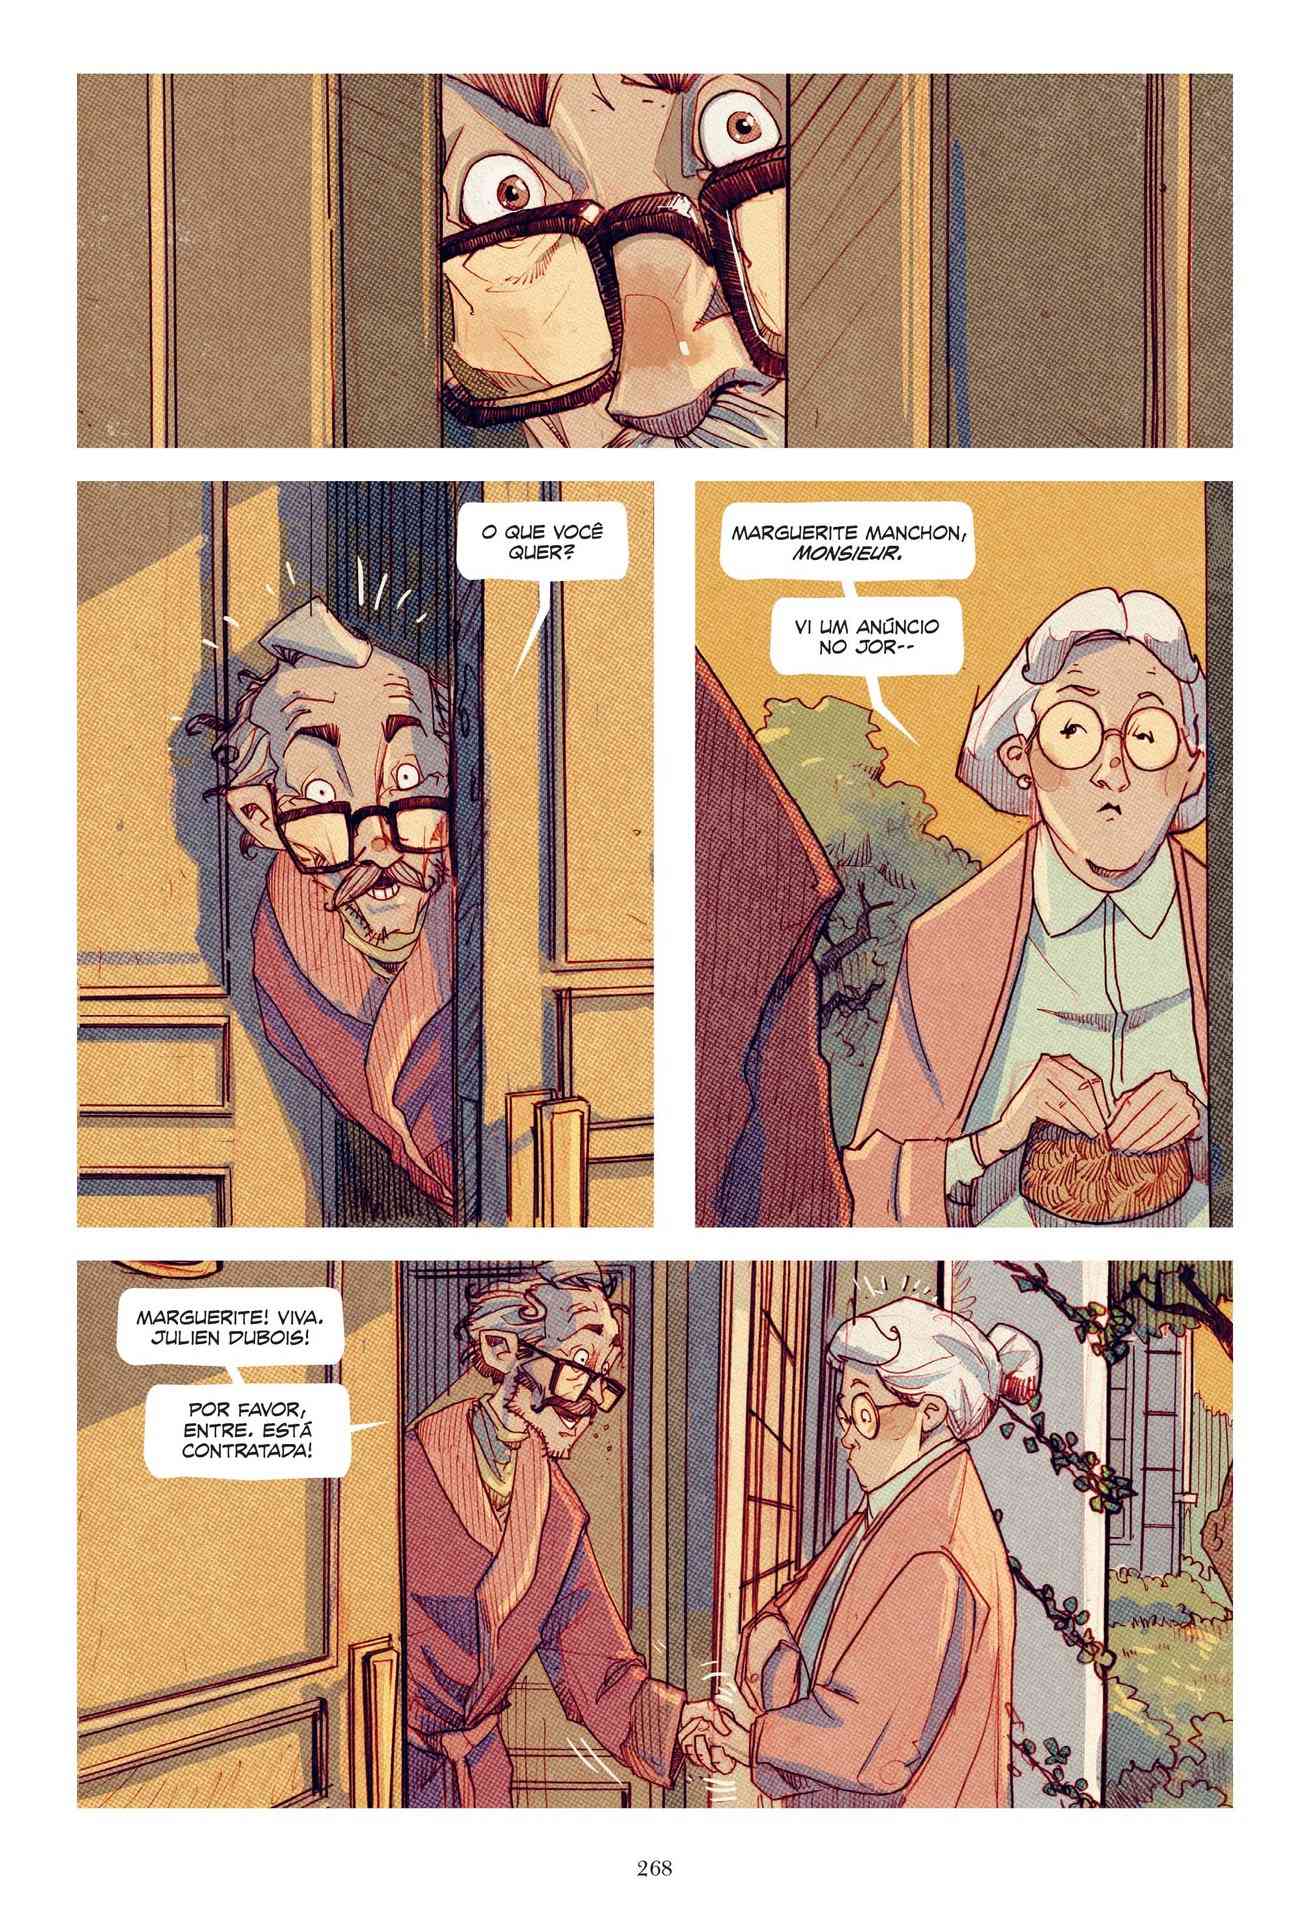 O QUE VOCÊ
QUER?
MARGUERITE MANCHON,
MONSIEUR.
VI UM ANÚNCIO
NO JOR--
MARGUERITE! VIVA.
JULIEN DUBOIS!
POR FAVOR,
ENTRE. ESTÁ
CONTRATADA!
268